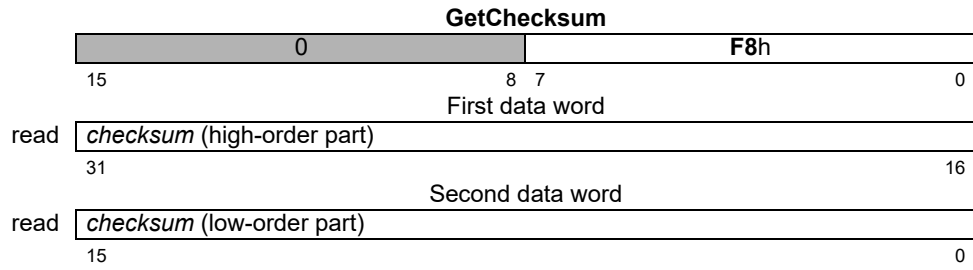 GetChecksum
0 F8h
15 8 7 0
First data word
read checksum (high-order part)
31 16
Second data word
read checksum (low-order part)
15 0